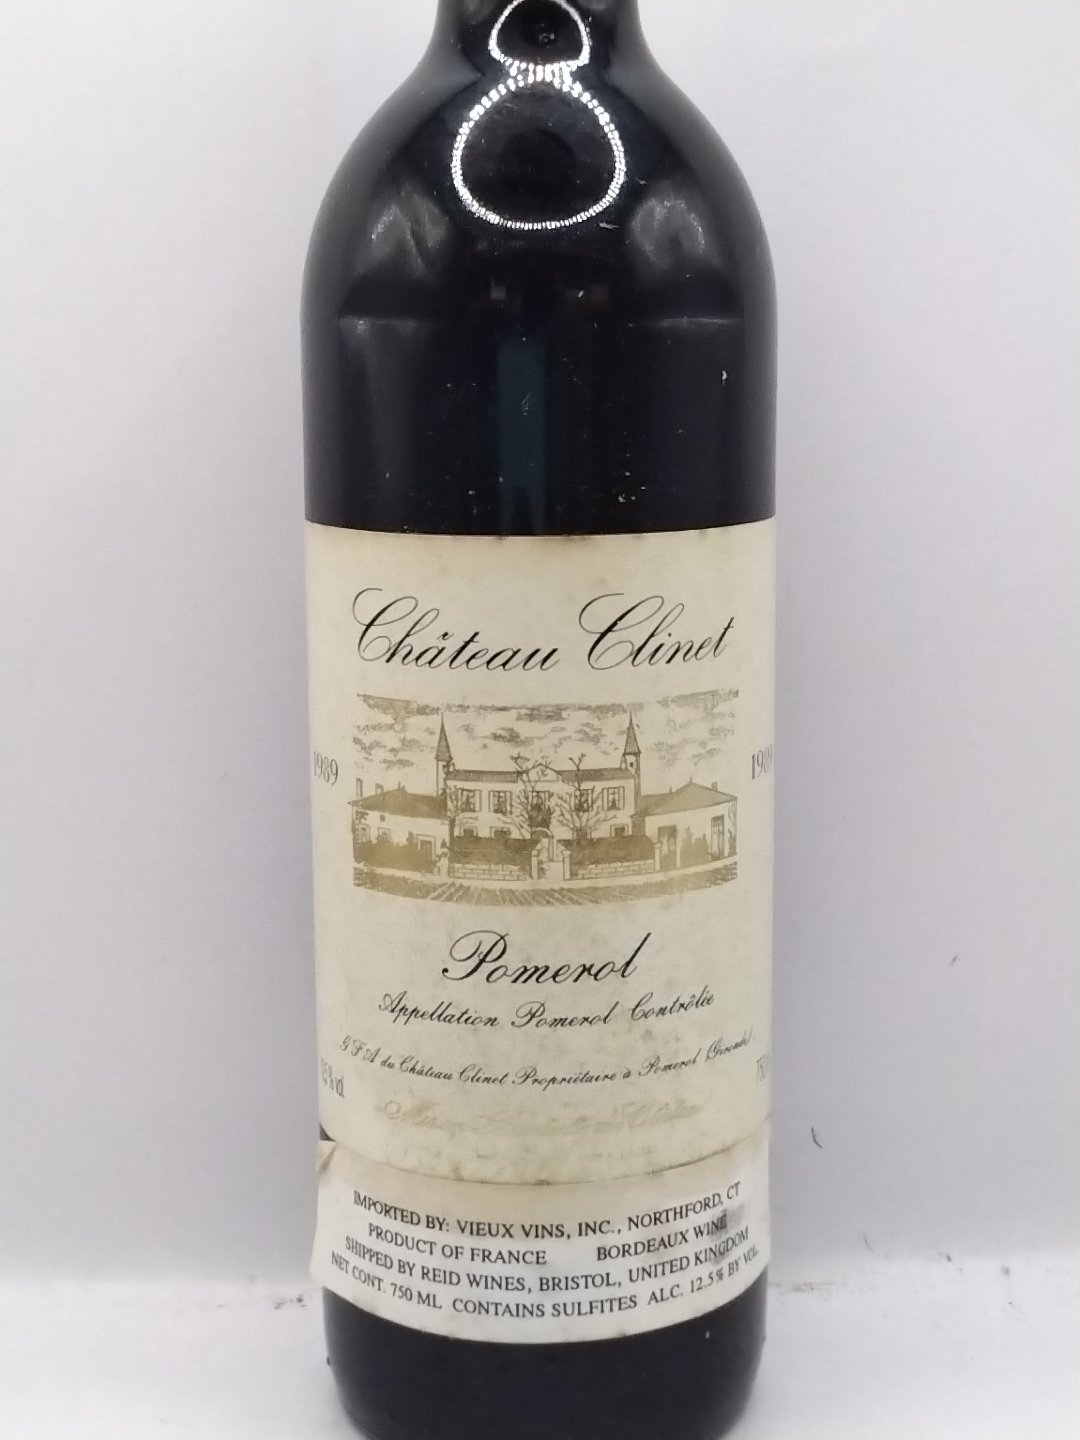 Château Clinet
1989 1989
Pomerol
Appellation Pomerol Contrôlée
G F A du Château Clinet Propriétaire à Pomerol (Gironde)
% vol. 750
IMPORTED BY: VIEUX VINS, INC., NORTHFORD, CT
PRODUCT OF FRANCE BORDEAUX WINE
SHIPPED BY REID WINES, BRISTOL, UNITED KINGDOM
NET CONT. 750 ML CONTAINS SULFITES ALC. 12.5% BY VOL.